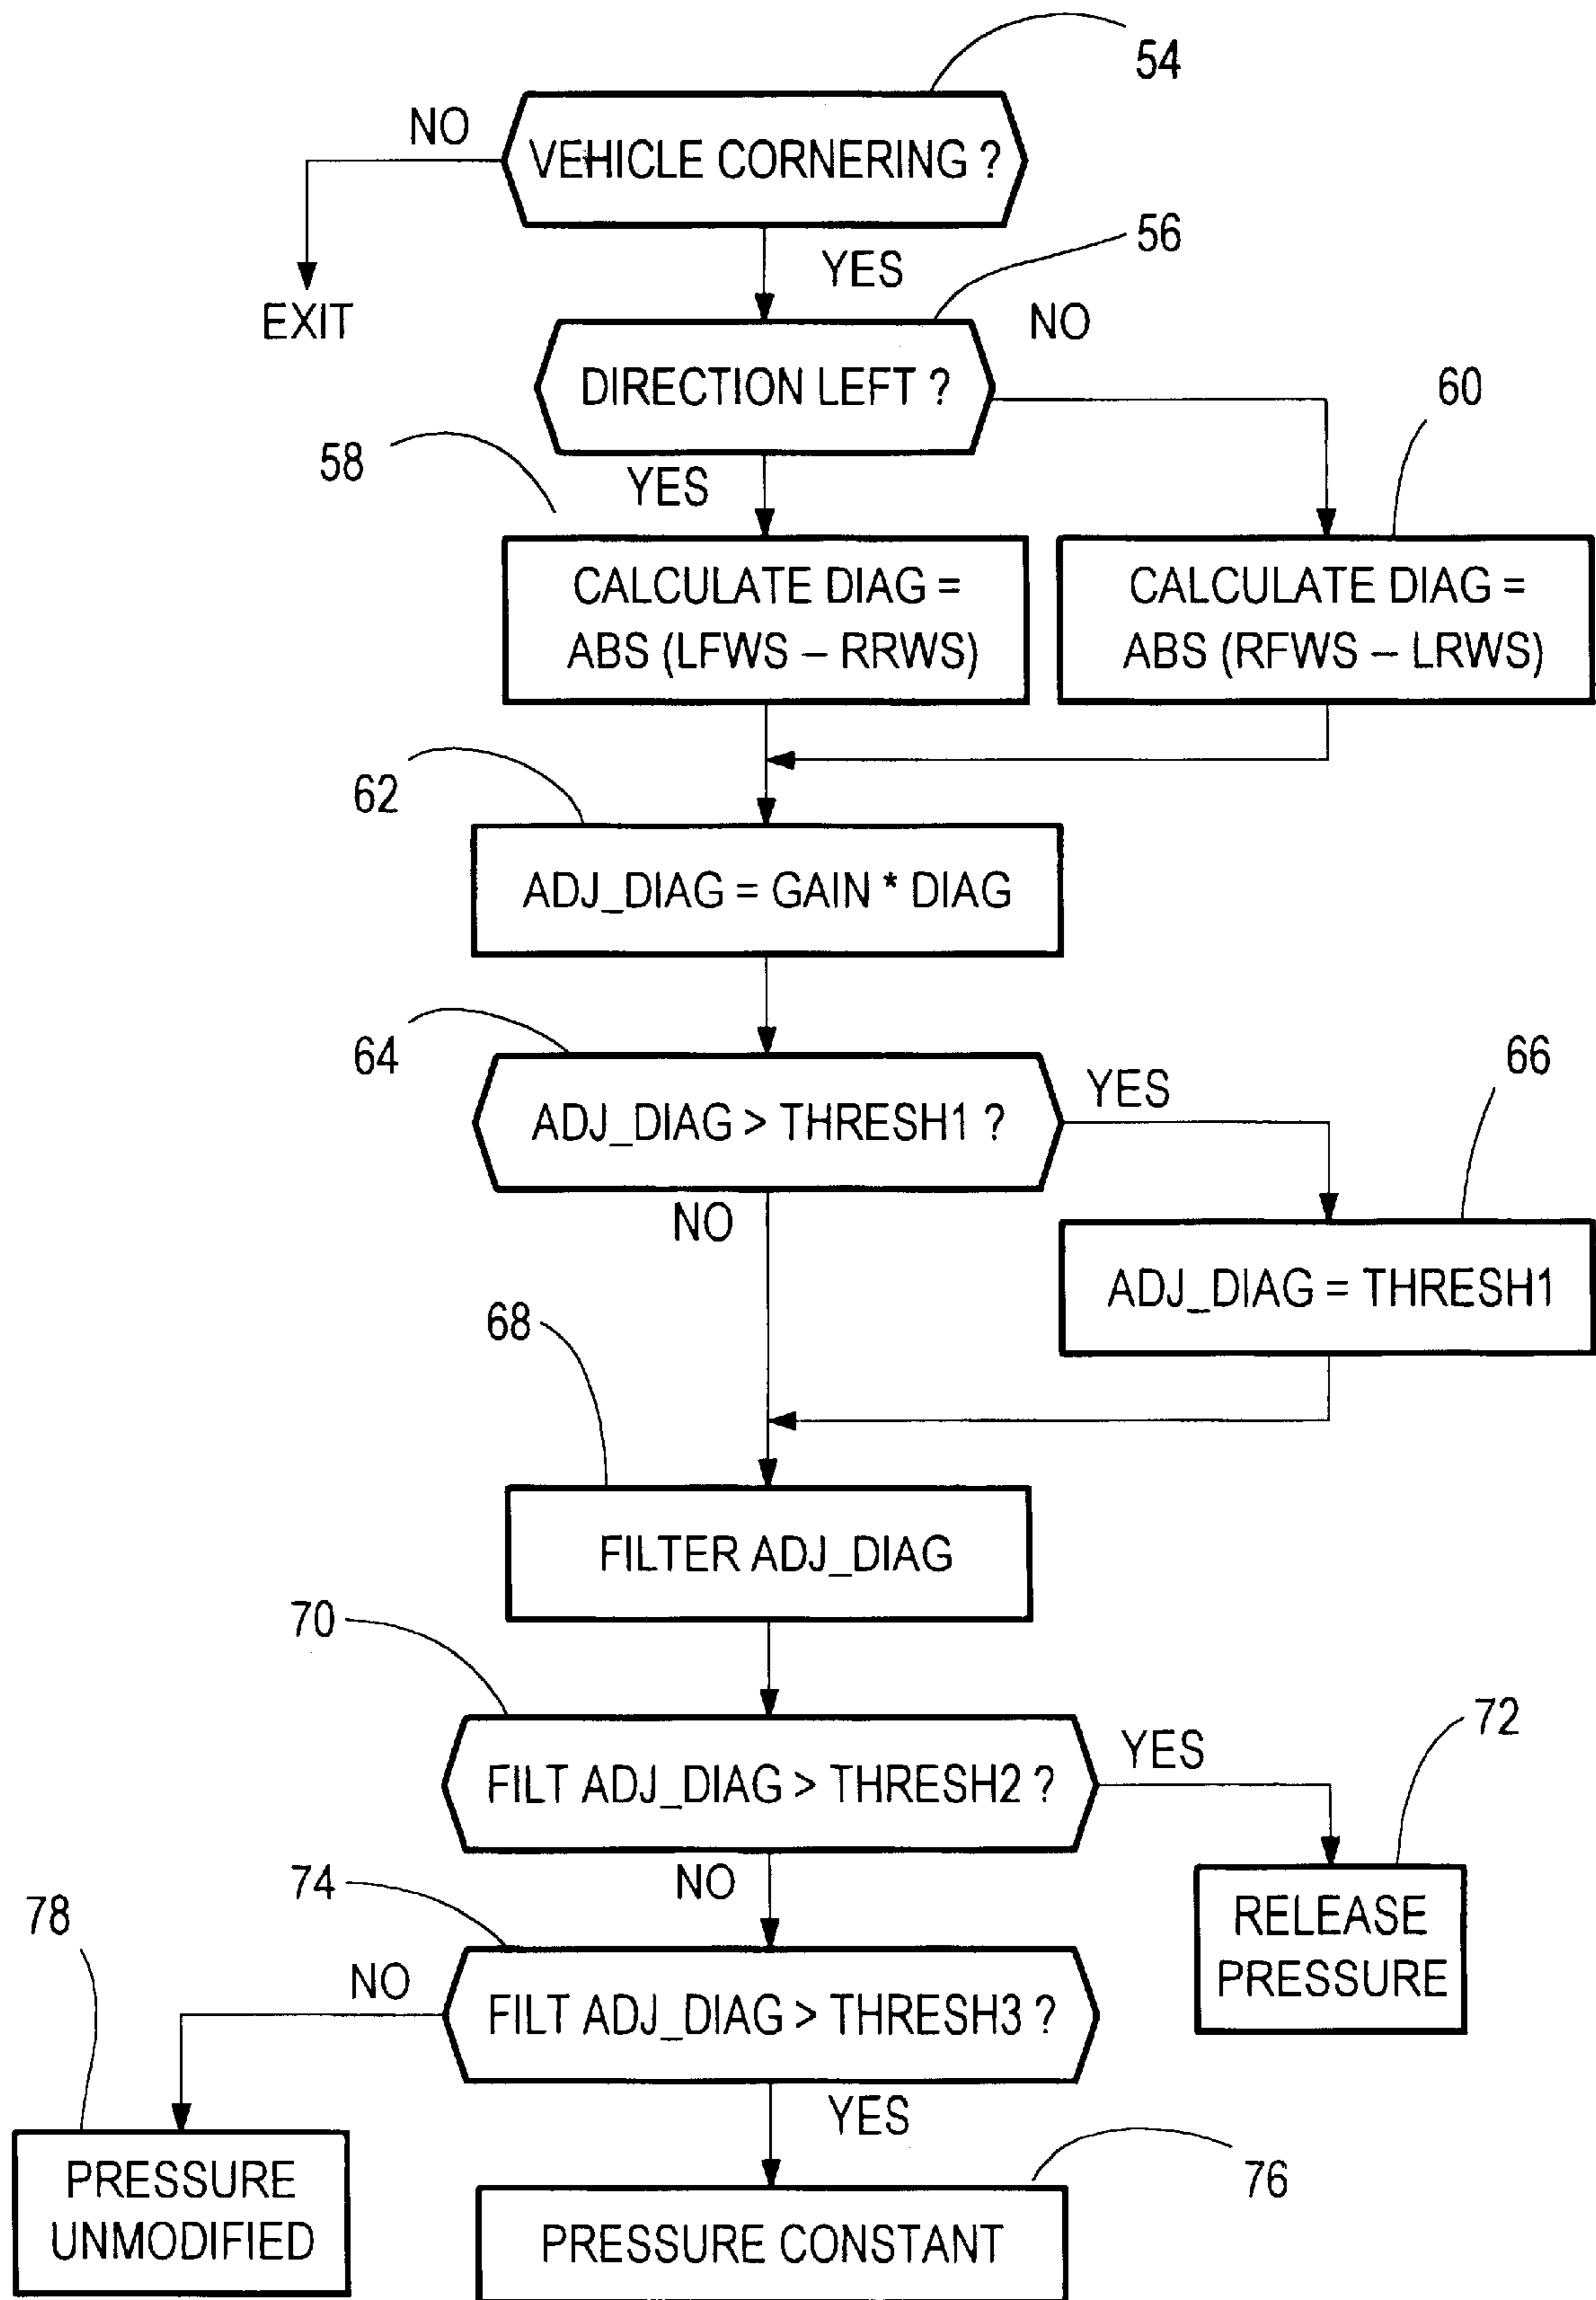 54
NO
VEHICLE CORNERING ?
56
YES
EXIT
NO
DIRECTION LEFT ?
60
58
YES
CALCULATE DIAG =
ABS (LFWS – RRWS)
CALCULATE DIAG =
ABS (RFWS – LRWS)
62
ADJ_DIAG = GAIN * DIAG
64
66
YES
ADJ_DIAG > THRESH1 ?
NO
ADJ_DIAG = THRESH1
68
FILTER ADJ_DIAG
70
72
YES
FILT ADJ_DIAG > THRESH2 ?
74
NO
78
RELEASE
PRESSURE
NO
FILT ADJ_DIAG > THRESH3 ?
YES
76
PRESSURE
UNMODIFIED
PRESSURE CONSTANT